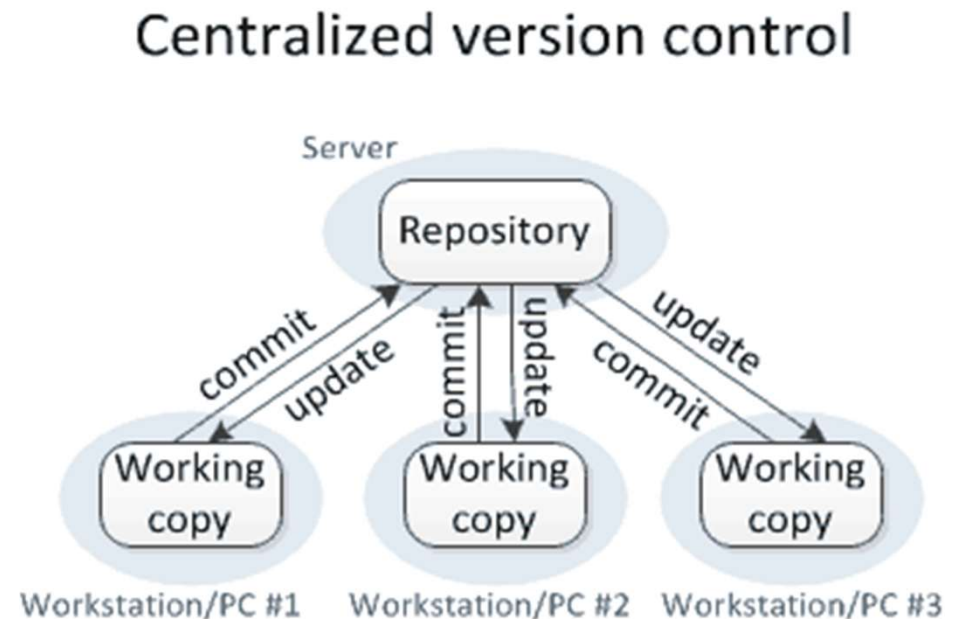 Centralized version control
Server
Repository
commit
update
commit
update
commit
update
Working
copy
Working
copy
Working
copy
Workstation/PC #1
Workstation/PC #2
Workstation/PC #3